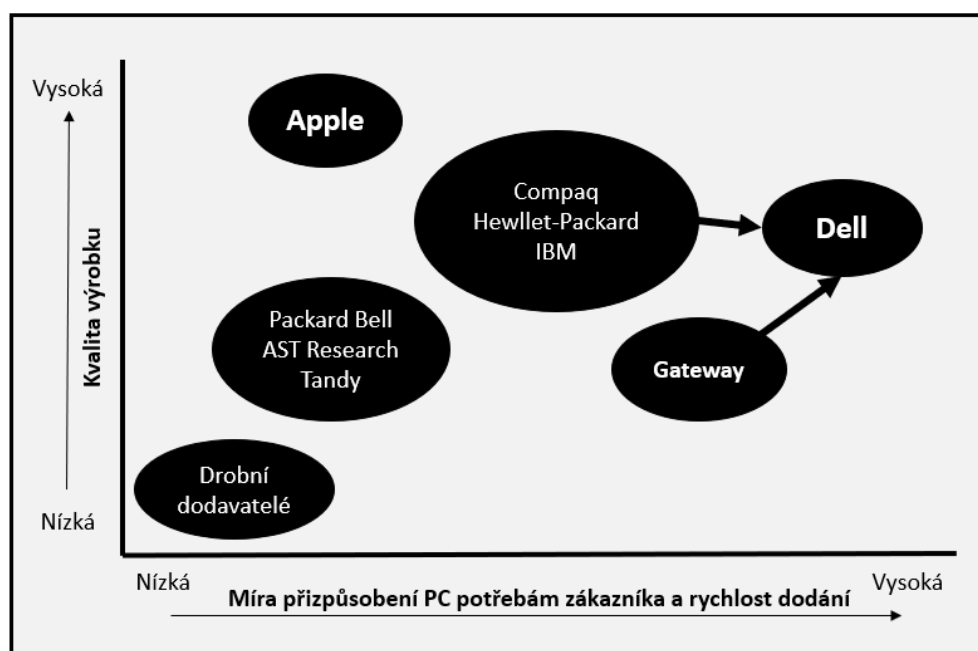 Vysoká
Apple
Compaq
Hewllet-Packard
IBM
Dell
Kvalita výrobku
Packard Bell
AST Research
Tandy
Gateway
Drobní
dodavatelé
Nízká
Nízká
Vysoká
Míra přizpůsobení PC potřebám zákazníka a rychlost dodání